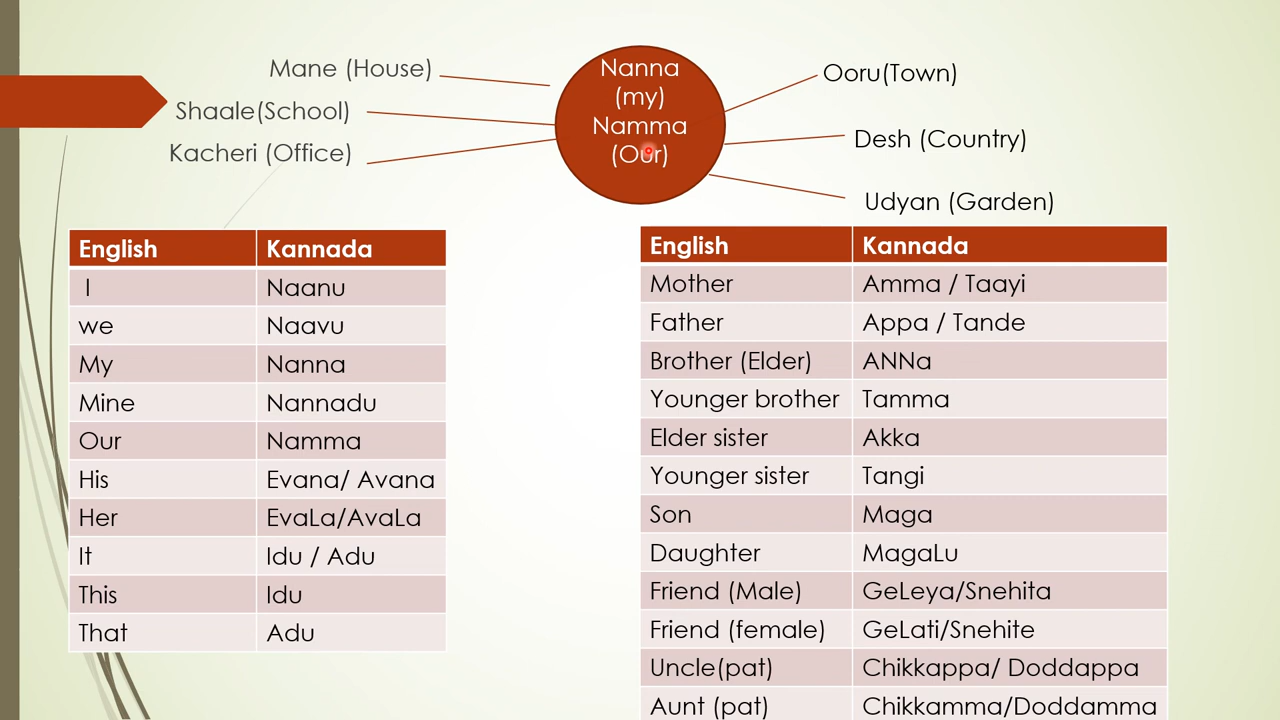 Mane (House)
Shaale(School)
Kacheri (Office)
Nanna
(my)
Namma
(Our)
Ooru(Town)
Desh (Country)
Udyan (Garden)
English Kannada
I Naanu
we Naavu
My Nanna
Mine Nannadu
Our Namma
His Evana/ Avana
Her EvaLa/AvaLa
It Idu / Adu
This Idu
That Adu
English Kannada
Mother Amma / Taayi
Father Appa / Tande
Brother (Elder) ANNa
Younger brother Tamma
Elder sister Akka
Younger sister Tangi
Son Maga
Daughter MagaLu
Friend (Male) GeLeya/Snehita
Friend (female) GeLati/Snehite
Uncle(pat) Chikkappa/ Doddappa
Aunt (pat) Chikkamma/Doddamma